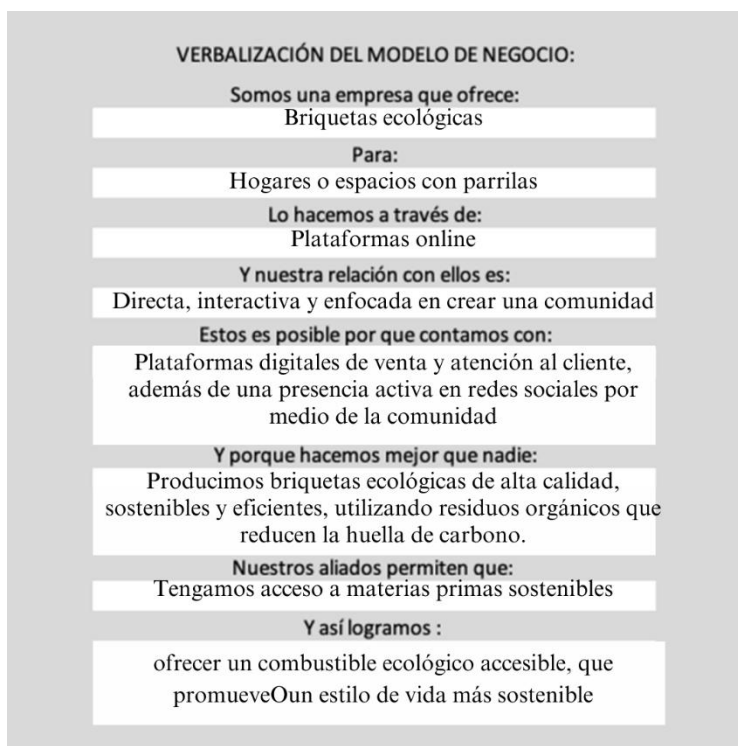 VERBALIZACIÓN DEL MODELO DE NEGOCIO:
Somos una empresa que ofrece:
Briquetas ecológicas
Para:
Hogares o espacios con parrilas
Lo hacemos a través de:
Plataformas online
Y nuestra relación con ellos es:
Directa, interactiva y enfocada en crear una comunidad
Estos es posible por que contamos con:
Plataformas digitales de venta y atención al cliente,
además de una presencia activa en redes sociales por
medio de la comunidad
Y porque hacemos mejor que nadie:
Producimos briquetas ecológicas de alta calidad,
sostenibles y eficientes, utilizando residuos orgánicos que
reducen la huella de carbono.
Nuestros aliados permiten que:
Tengamos acceso a materias primas sostenibles
Y así logramos :
ofrecer un combustible ecológico accesible, que
promueveOun estilo de vida más sostenible